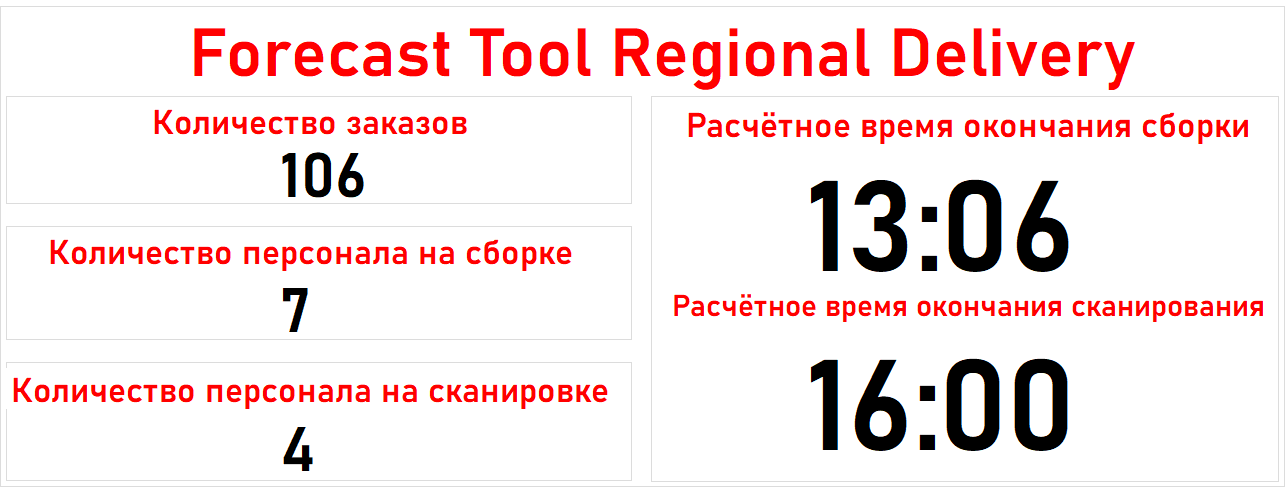 Forecast Tool Regional Delivery
Количество заказов
106
Количество персонала на сборке
7
Количество персонала на сканировке
4
Расчётное время окончания сборки
13:06
Расчётное время окончания сканирования
16:00